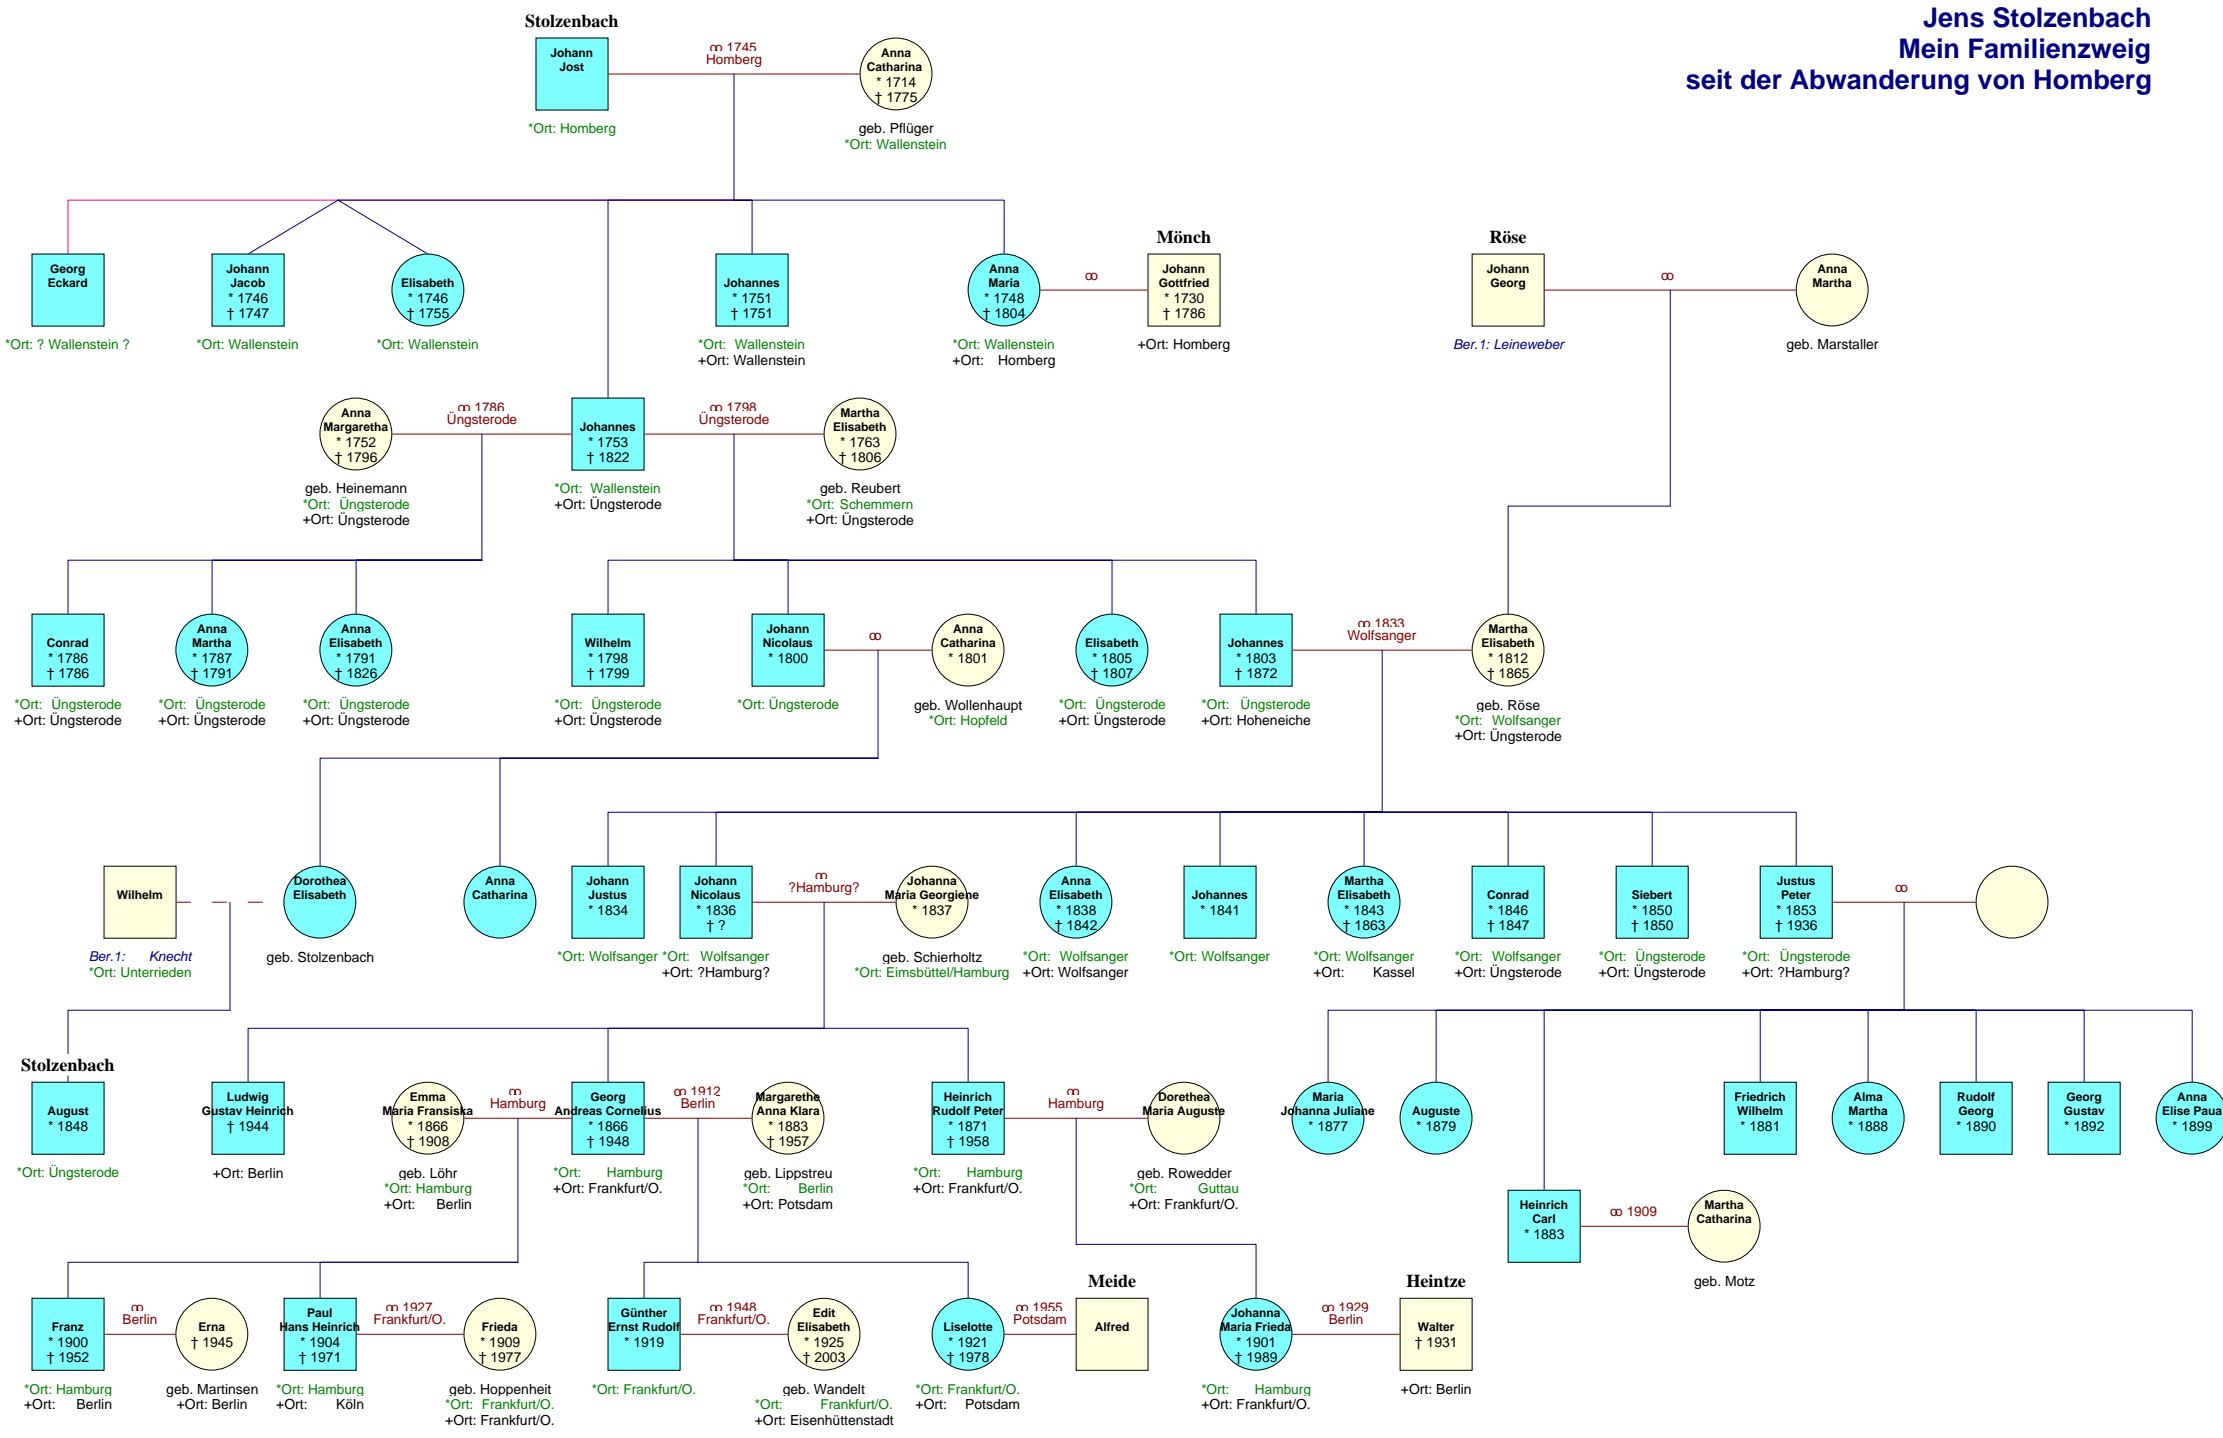 Jens Stolzenbach
Mein Familienzweig
seit der Abwanderung von Homberg
Stolzenbach
Johann
Jost
*Ort: Homberg
ꝏ 1745
Homberg
Anna
Catharina
* 1714
† 1775
geb. Pflüger
*Ort: Wallenstein
Georg
Eckard
*Ort: ? Wallenstein ?
Johann
Jacob
* 1746
† 1747
*Ort: Wallenstein
Elisabeth
* 1746
† 1755
*Ort: Wallenstein
Johannes
* 1751
† 1751
*Ort: Wallenstein
+Ort: Wallenstein
Anna
Maria
* 1748
† 1804
*Ort: Wallenstein
+Ort: Homberg
ꝏ
Mönch
Johann
Gottfried
* 1730
† 1786
+Ort: Homberg
Röse
Johann
Georg
Ber.1: Leineweber
ꝏ
Anna
Martha
geb. Marstaller
Anna
Margaretha
* 1752
† 1796
geb. Heinemann
*Ort: Üngsterode
+Ort: Üngsterode
ꝏ 1786
Üngsterode
Johannes
* 1753
† 1822
*Ort: Wallenstein
+Ort: Üngsterode
ꝏ 1798
Üngsterode
Martha
Elisabeth
* 1763
† 1806
geb. Reubert
*Ort: Schemmern
+Ort: Üngsterode
Conrad
* 1786
† 1786
*Ort: Üngsterode
+Ort: Üngsterode
Anna
Martha
* 1787
† 1791
*Ort: Üngsterode
+Ort: Üngsterode
Anna
Elisabeth
* 1791
† 1826
*Ort: Üngsterode
+Ort: Üngsterode
Wilhelm
* 1798
† 1799
*Ort: Üngsterode
+Ort: Üngsterode
Johann
Nicolaus
* 1800
*Ort: Üngsterode
ꝏ
Anna
Catharina
* 1801
geb. Wollenhaupt
*Ort: Hopfeld
Elisabeth
* 1805
† 1807
*Ort: Üngsterode
+Ort: Üngsterode
Johannes
* 1803
† 1872
*Ort: Üngsterode
+Ort: Hoheneiche
ꝏ 1833
Wolfsanger
Martha
Elisabeth
* 1812
† 1865
geb. Röse
*Ort: Wolfsanger
+Ort: Üngsterode
Wilhelm
Ber.1: Knecht
*Ort: Unterrieden
Dorothea
Elisabeth
geb. Stolzenbach
Anna
Catharina
Johann
Justus
* 1834
*Ort: Wolfsanger
Johann
Nicolaus
* 1836
† ?
*Ort: Wolfsanger
+Ort: ?Hamburg?
ꝏ
?Hamburg?
Johanna
Maria Georgiene
* 1837
geb. Schierholtz
*Ort: Eimsbüttel/Hamburg
Anna
Elisabeth
* 1838
† 1842
*Ort: Wolfsanger
+Ort: Wolfsanger
Johannes
* 1841
*Ort: Wolfsanger
Martha
Elisabeth
* 1843
† 1863
*Ort: Wolfsanger
+Ort: Kassel
Conrad
* 1846
† 1847
*Ort: Wolfsanger
+Ort: Üngsterode
Siebert
* 1850
† 1850
*Ort: Üngsterode
+Ort: Üngsterode
Justus
Peter
* 1853
† 1936
*Ort: Üngsterode
+Ort: ?Hamburg?
ꝏ
Stolzenbach
August
* 1848
*Ort: Üngsterode
Ludwig
Gustav Heinrich
† 1944
+Ort: Berlin
Emma
Maria Fransiska
* 1866
† 1908
geb. Löhr
*Ort: Hamburg
+Ort: Berlin
ꝏ
Hamburg
Georg
Andreas Cornelius
* 1866
† 1948
*Ort: Hamburg
+Ort: Frankfurt/O.
ꝏ 1912
Berlin
Margarethe
Anna Klara
* 1883
† 1957
geb. Lippstreu
*Ort: Berlin
+Ort: Potsdam
Heinrich
Rudolf Peter
* 1871
† 1958
*Ort: Hamburg
+Ort: Frankfurt/O.
ꝏ
Hamburg
Dorothea
Maria Auguste
geb. Rowedder
*Ort: Guttau
+Ort: Frankfurt/O.
Maria
Johanna Juliane
* 1877
Auguste
* 1879
Friedrich
Wilhelm
* 1881
Alma
Martha
* 1888
Rudolf
Georg
* 1890
Georg
Gustav
* 1892
Anna
Elise Paua
* 1899
Heinrich
Carl
* 1883
ꝏ 1909
Martha
Catharina
geb. Motz
Franz
* 1900
† 1952
*Ort: Hamburg
+Ort: Berlin
ꝏ
Berlin
Erna
† 1945
geb. Martinsen
+Ort: Berlin
Paul
Hans Heinrich
* 1904
† 1971
*Ort: Hamburg
+Ort: Köln
ꝏ 1927
Frankfurt/O.
Frieda
* 1909
† 1977
geb. Hoppenheit
*Ort: Frankfurt/O.
+Ort: Frankfurt/O.
Günther
Ernst Rudolf
* 1919
*Ort: Frankfurt/O.
ꝏ 1948
Frankfurt/O.
Edit
Elisabeth
* 1925
† 2003
geb. Wandelt
*Ort: Frankfurt/O.
+Ort: Eisenhüttenstadt
Liselotte
* 1921
† 1978
*Ort: Frankfurt/O.
+Ort: Potsdam
ꝏ 1955
Potsdam
Meide
Alfred
Johanna
Maria Frieda
* 1901
† 1989
*Ort: Hamburg
+Ort: Frankfurt/O.
ꝏ 1929
Berlin
Heintze
Walter
† 1931
+Ort: Berlin